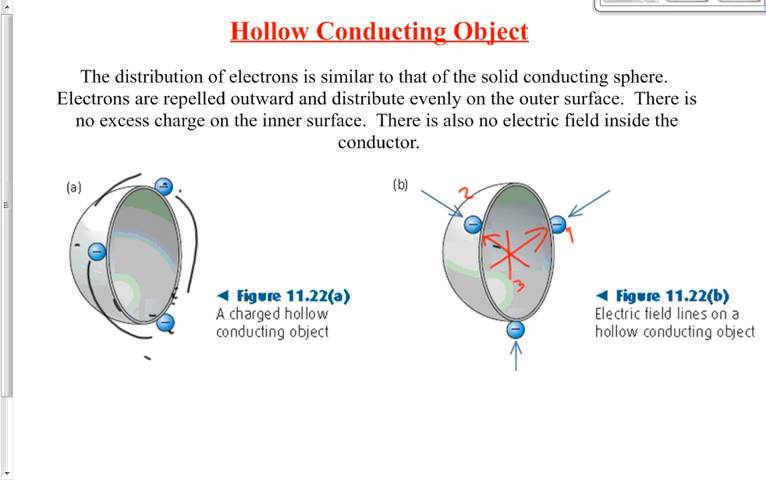 Hollow Conducting Object
The distribution of electrons is similar to that of the solid conducting sphere.
Electrons are repelled outward and distribute evenly on the outer surface. There is
no excess charge on the inner surface. There is also no electric field inside the
conductor.
(a)
◄ Figure 11.22(a)
A charged hollow
conducting object
(b)
2
1
3
◄ Figure 11.22(b)
Electric field lines on a
hollow conducting object